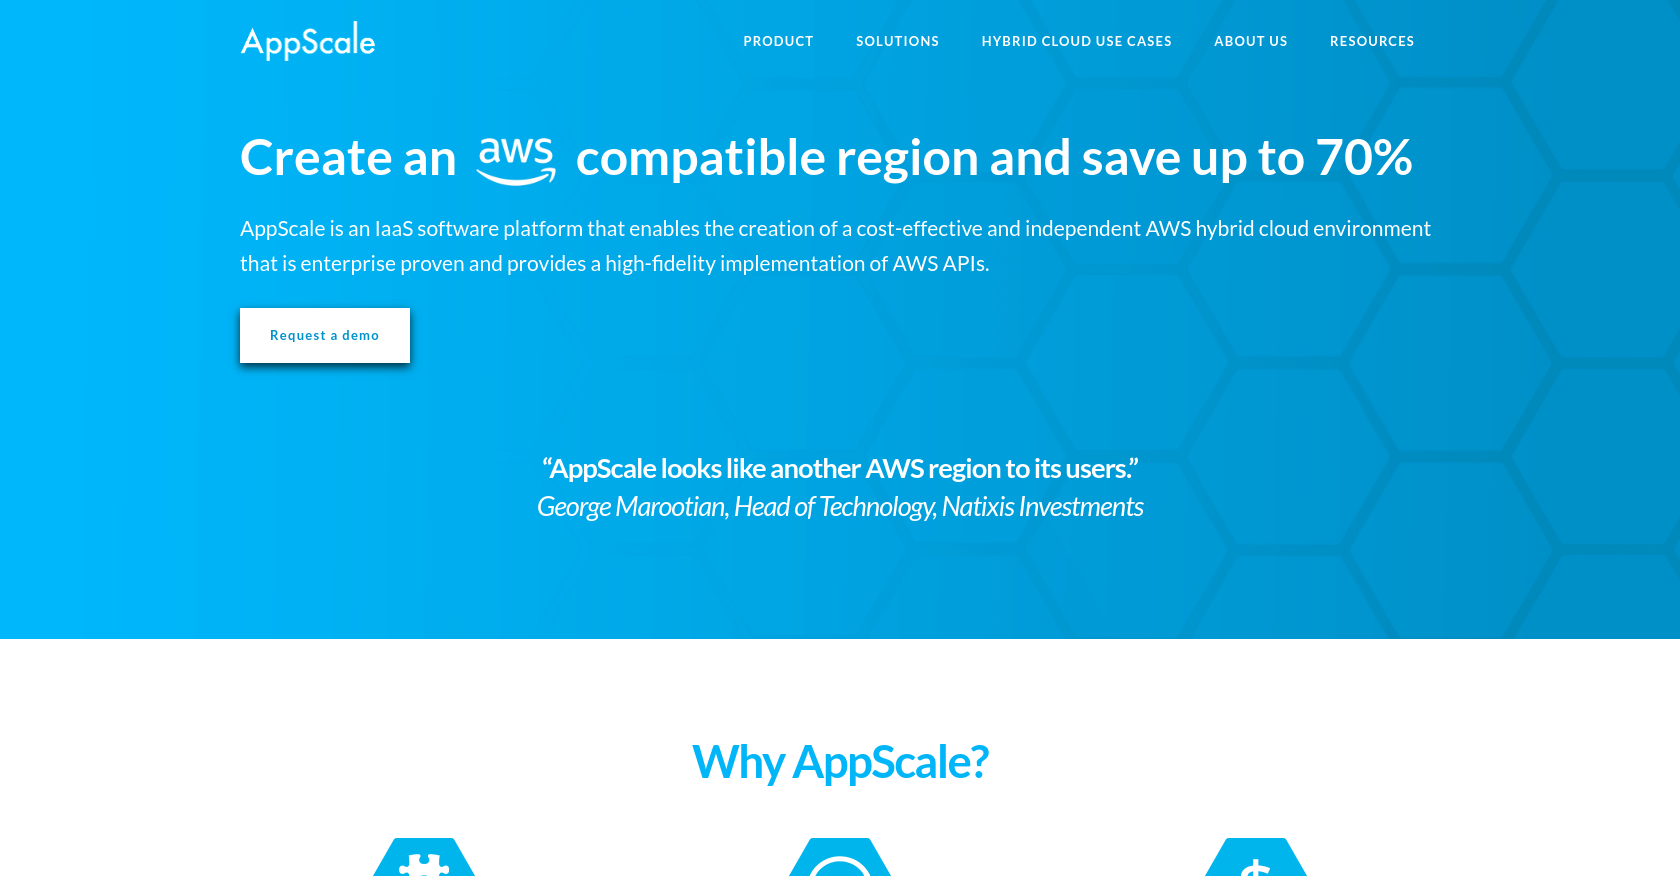 AppScale
PRODUCT SOLUTIONS HYBRID CLOUD USE CASES ABOUT US RESOURCES
Create an aws compatible region and save up to 70%
AppScale is an IaaS software platform that enables the creation of a cost-effective and independent AWS hybrid cloud environment
that is enterprise proven and provides a high-fidelity implementation of AWS APIs.
Request a demo
“AppScale looks like another AWS region to its users.”
George Marootian, Head of Technology, Natixis Investments
Why AppScale?